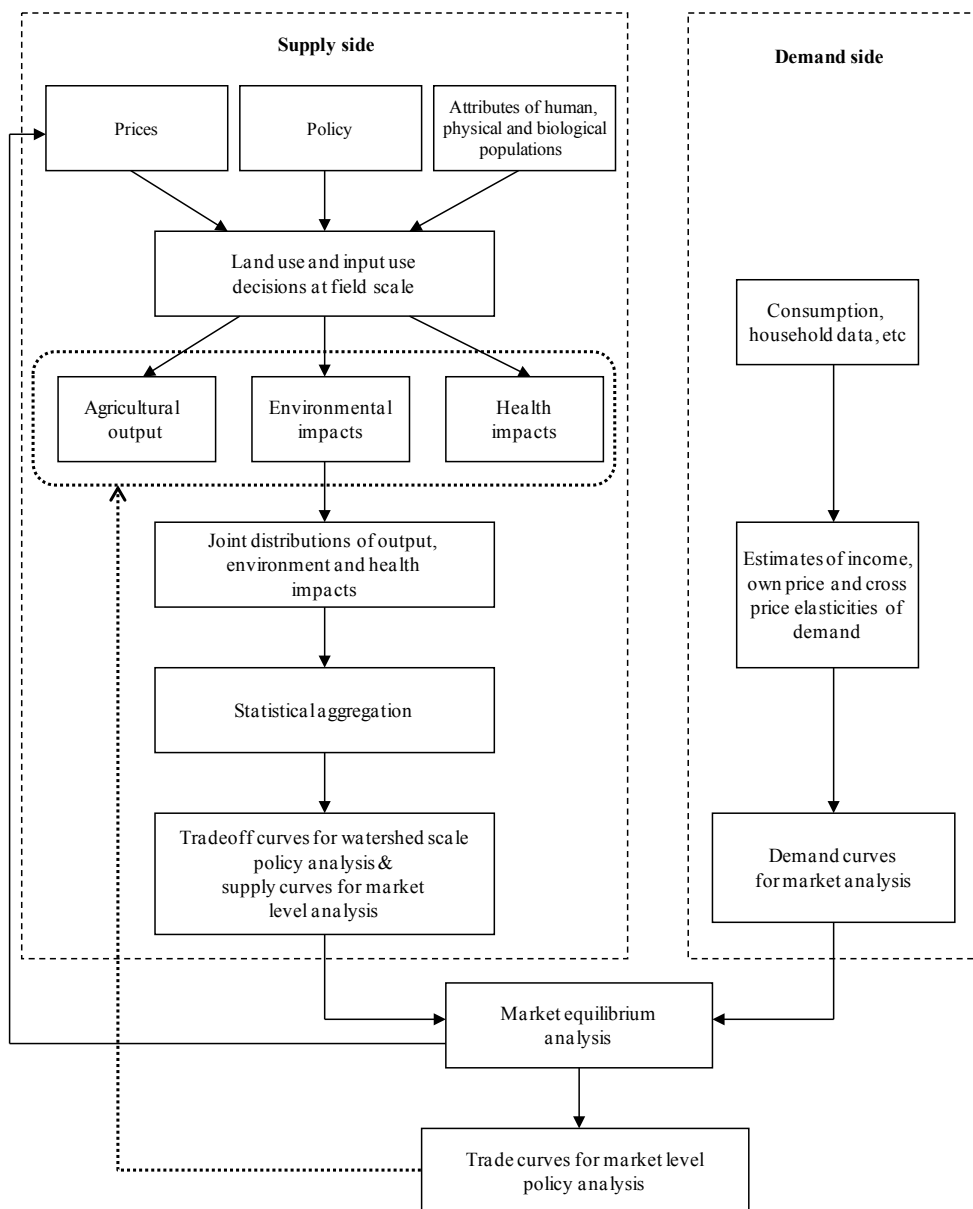 Supply side
Demand side
Prices
Policy
Attributes of human,
physical and biological
populations
Land use and input use
decisions at field scale
Consumption,
household data, etc
Agricultural
output
Environmental
impacts
Health
impacts
Joint distributions of output,
environment and health
impacts
Estimates of income,
own price and cross
price elasticities of
demand
Statistical aggregation
Tradeoff curves for watershed scale
policy analysis &
supply curves for market
level analysis
Demand curves
for market analysis
Market equilibrium
analysis
Trade curves for market level
policy analysis